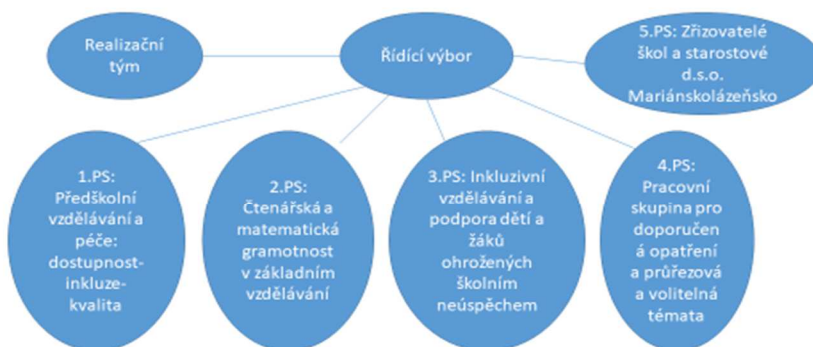 Realizační
tým
Řídící výbor
5.PS: Zřizovatelé
škol a starostové
d.s.o.
Mariánskolázeňsko
1.PS:
Předškolní
vzdělávání a
péče:
dostupnost-
inkluze-
kvalita
2.PS:
Čtenářská a
matematická
gramotnost
v základním
vzdělávání
3.PS: Inkluzivní
vzdělávání a
podpora dětí a
žáků
ohrožených
školním
neúspěchem
4.PS:
Pracovní
skupina pro
doporučen
á opatření
a průřezová
a volitelná
témata